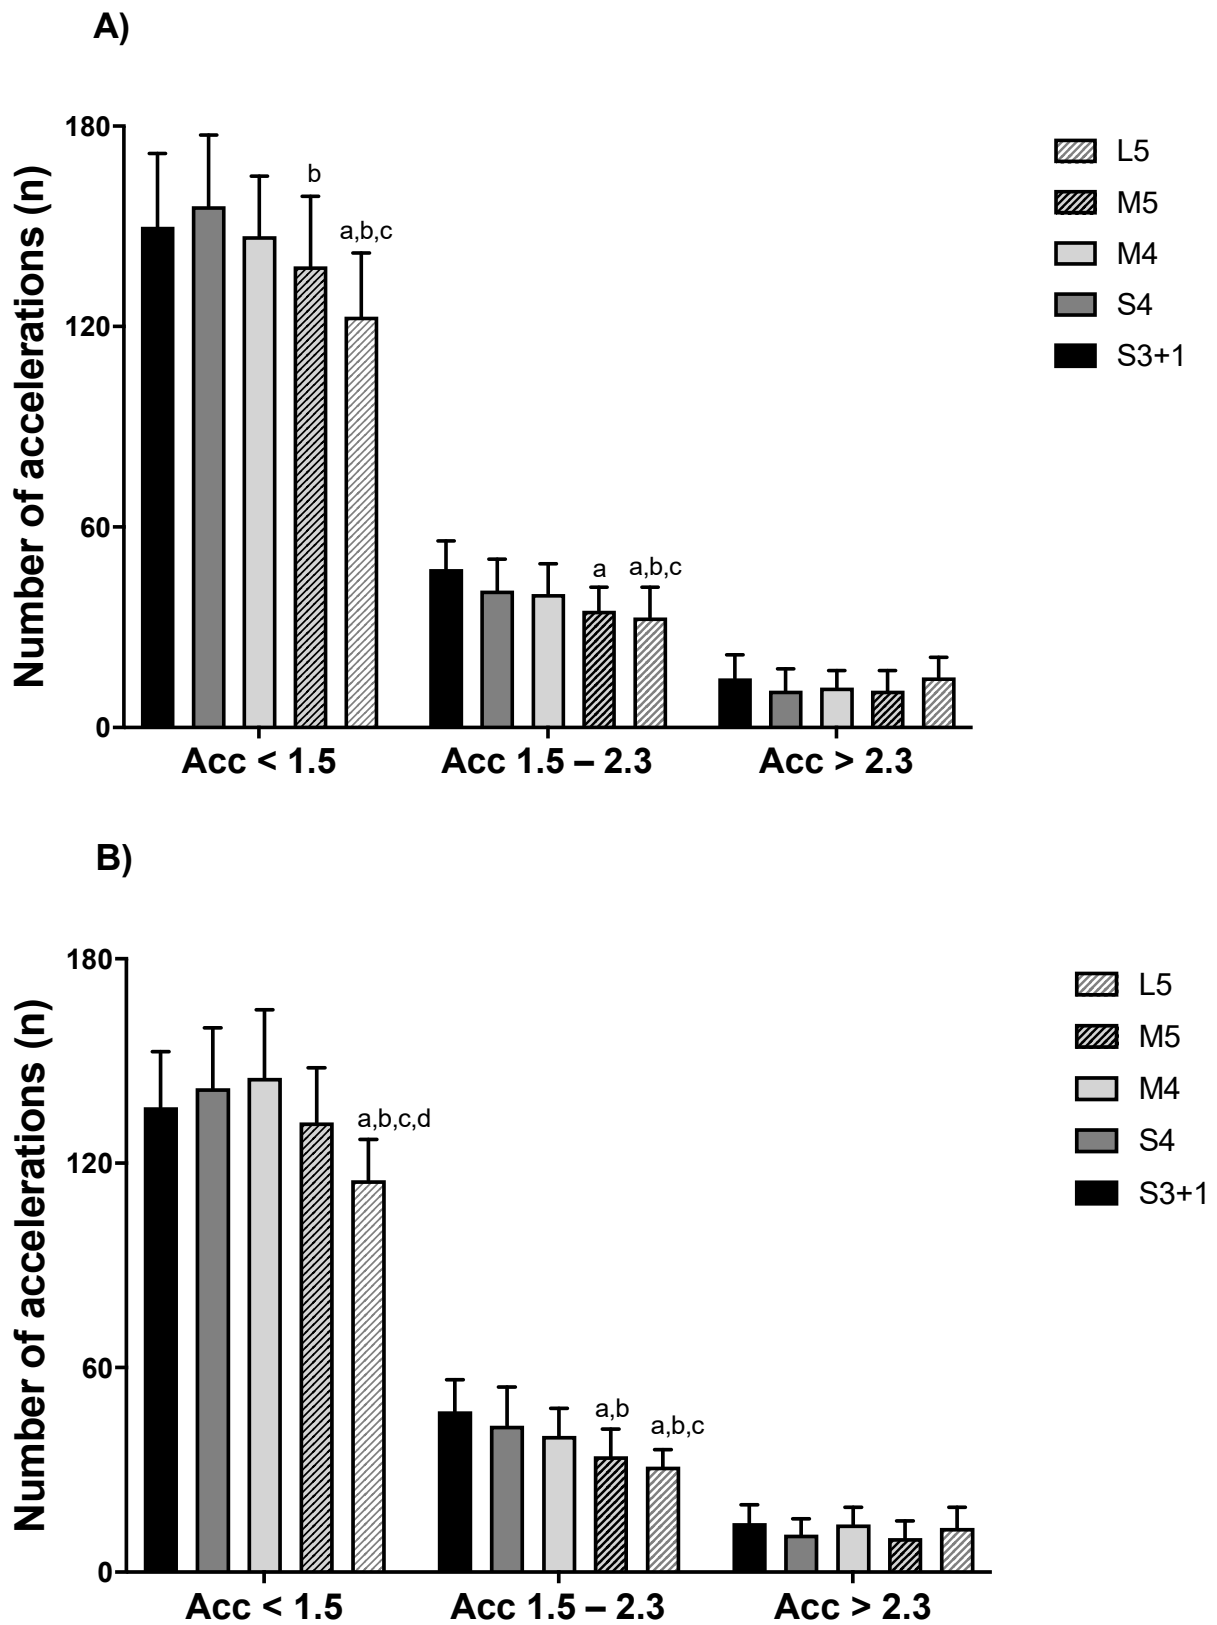 A)
Number of accelerations (n)
180
120
60
0
b
a,b,c
a
a,b,c
Acc < 1.5
Acc 1.5 – 2.3
Acc > 2.3
L5
M5
M4
S4
S3+1
B)
Number of accelerations (n)
180
120
60
0
a,b,c,d
a,b
a,b,c
Acc < 1.5
Acc 1.5 – 2.3
Acc > 2.3
L5
M5
M4
S4
S3+1